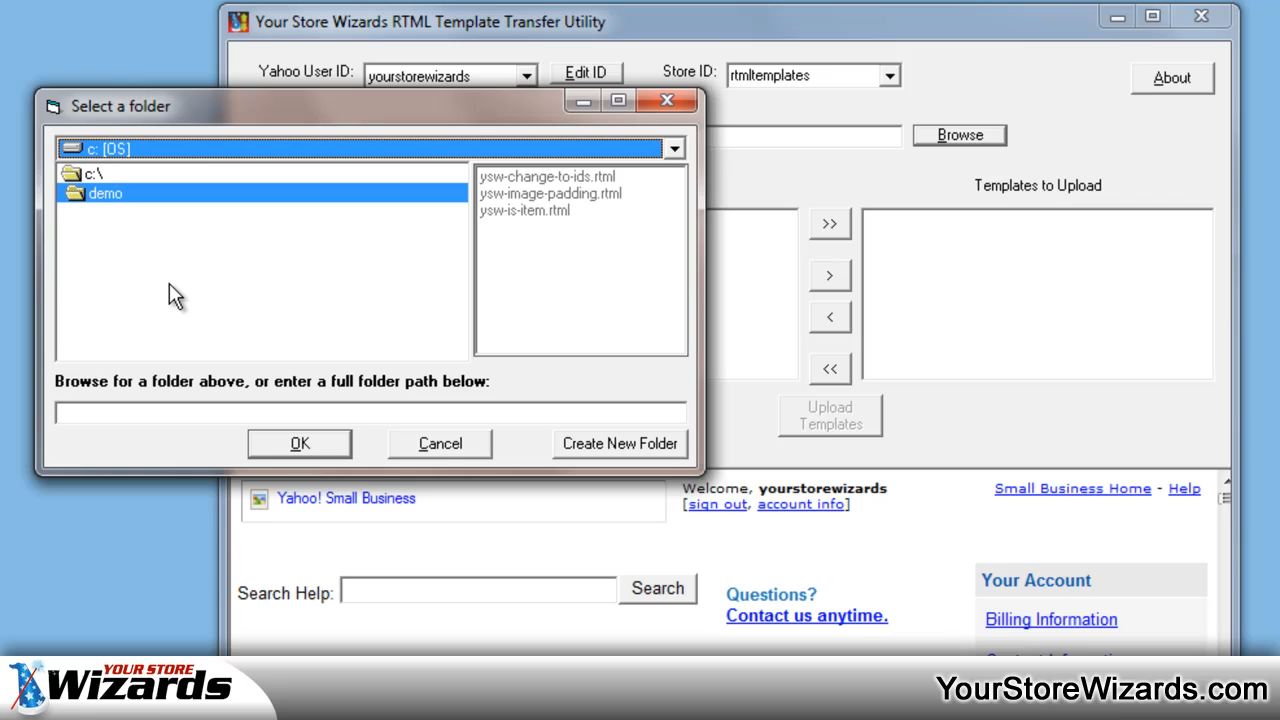 Your Store Wizards RTML Template Transfer Utility
Yahoo User ID:
yourstorewizards
Edit ID
Store ID:
rtmltemplates
About
Select a folder
Browse
c: [OS]
c:\
demo
ysw-change-to-ids.rtml
ysw-image-padding.rtml
ysw-is-item.rtml
Templates to Upload
>>
>
<
<<
Upload
Templates
Browse for a folder above, or enter a full folder path below:
OK
Cancel
Create New Folder
Yahoo! Small Business
Welcome, yourstorewizards
[sign out, account info]
Small Business Home - Help
Search Help:
Search
Questions?
Contact us anytime.
Your Account
Billing Information
YOUR STORE
Wizards
YourStoreWizards.com